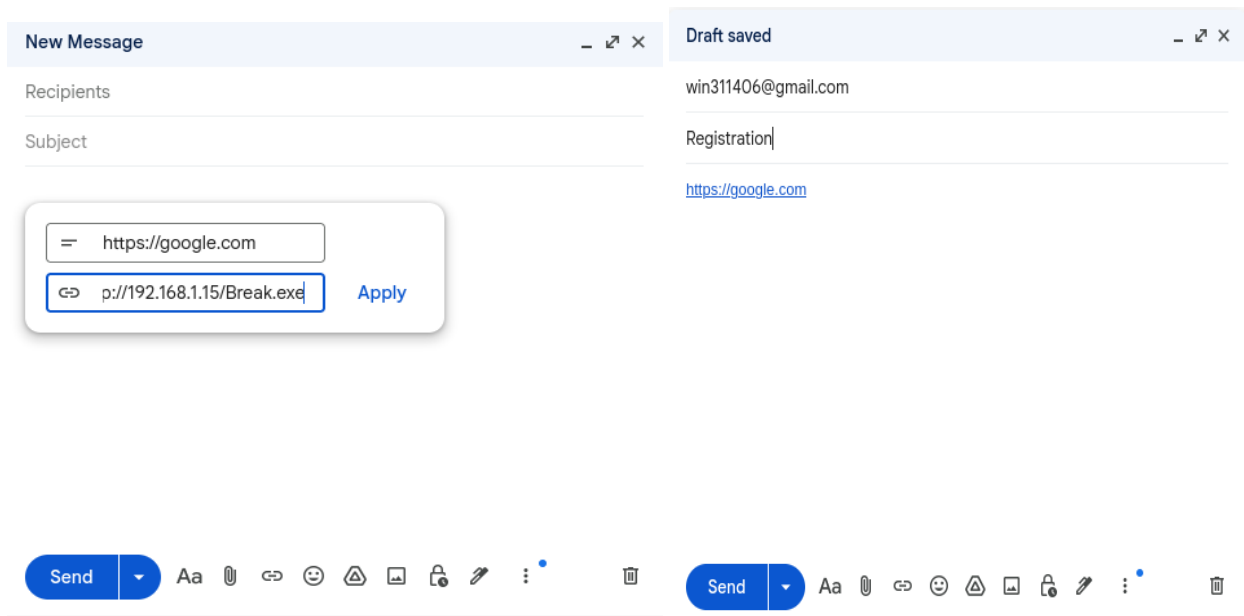 New Message
Recipients
Subject
https://google.com
p://192.168.1.15/Break.exe
Apply
Send
Aa
Draft saved
win311406@gmail.com
Registration
https://google.com
Send
Aa